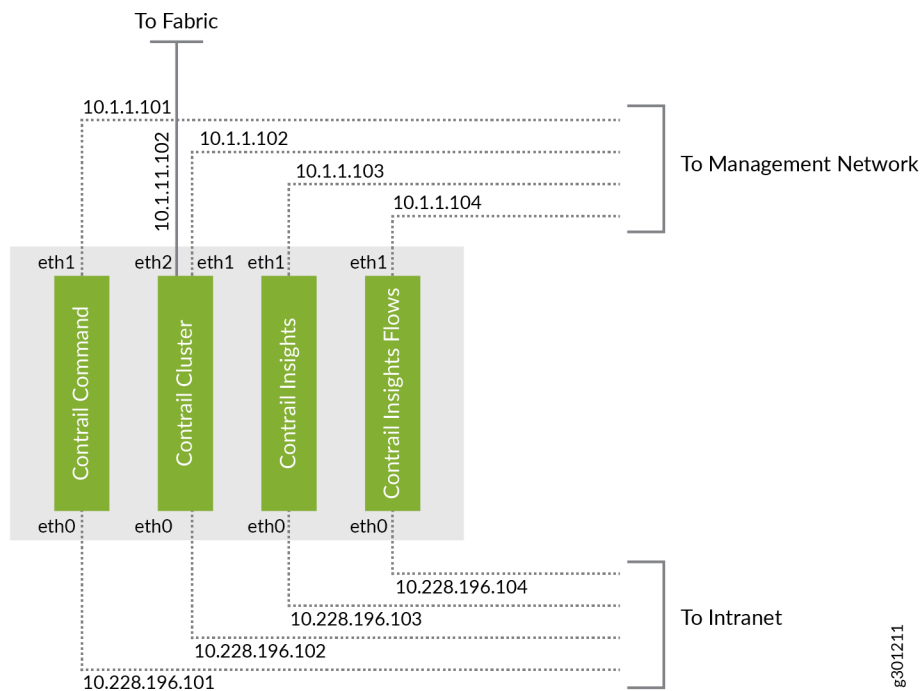 To Fabric
10.1.1.101
10.1.11.102
10.1.1.102
10.1.1.103
To Management Network
10.1.1.104
eth1
eth2
eth1
eth1
eth1
Contrail Command
Contrail Cluster
Contrail Insights
Contrail Insights Flows
eth0
eth0
eth0
eth0
10.228.196.104
10.228.196.103
To Intranet
10.228.196.102
10.228.196.101
g301211